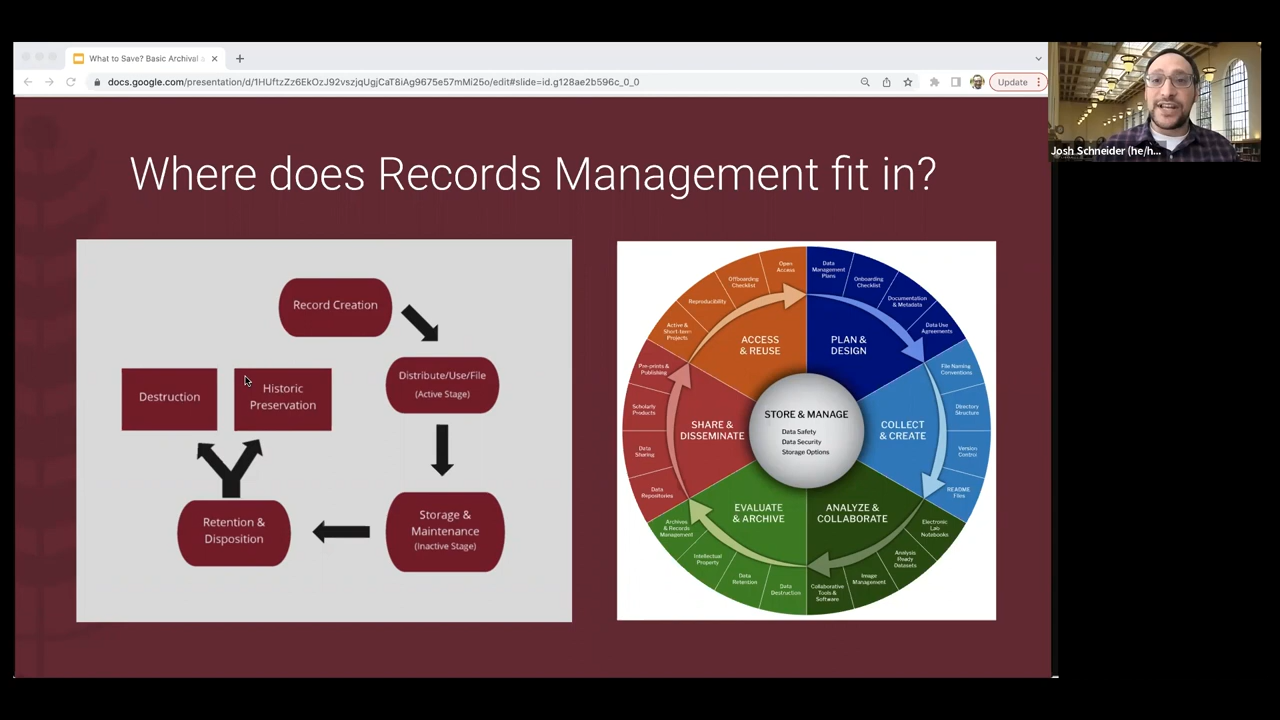 What to Save? Basic Archival
docs.google.com/presentation/d/1HUftzZz6EkOzJ92vszjqUgjCaT8iAg9675e57mMi25o/edit#slide=id.g128ae2b596c_0_0
Update
Josh Schneider (he/h...
Where does Records Management fit in?
Record Creation
Distribute/Use/File
(Active Stage)
Storage &
Maintenance
(Inactive Stage)
Retention &
Disposition
Destruction
Historic
Preservation
STORE & MANAGE
Data Safety
Data Security
Storage Options
PLAN &
DESIGN
Data
Management
Plans
Onboarding
Checklist
Documentation
& Metadata
Data Use
Agreements
COLLECT
& CREATE
File Naming
Conventions
Directory
Structure
Version
Control
README
Files
ANALYZE &
COLLABORATE
Electronic
Lab
Notebooks
Analysis
Ready
Datasets
Image
Management
Collaborative
Tools &
Software
EVALUATE
& ARCHIVE
Data
Destruction
Data
Retention
Intellectual
Property
Archives
& Records
Management
SHARE &
DISSEMINATE
Data
Repositories
Data
Sharing
Scholarly
Products
Pre-prints &
Publishing
ACCESS
& REUSE
Active &
Short-term
Projects
Reproducibility
Offboarding
Checklist
Open
Access